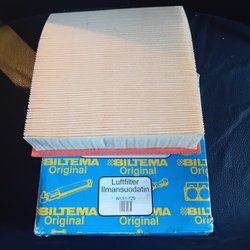 BILTEMA
Original
BILTEMA
Original
BILTEMA
Original
Luftfilter
Ilmansuodatin